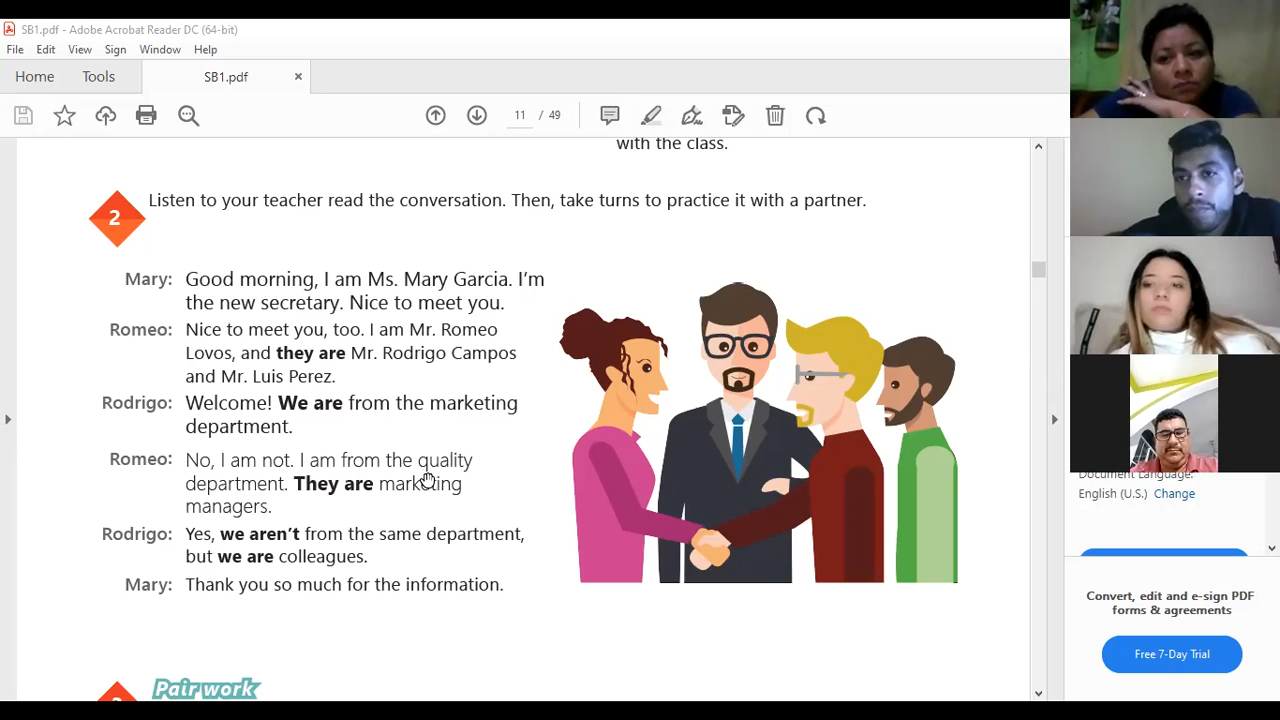 SB1.pdf - Adobe Acrobat Reader DC (64-bit)
File Edit View Sign Window Help
Home Tools SB1.pdf ×
11 / 49
with the class.
2 Listen to your teacher read the conversation. Then, take turns to practice it with a partner.
Mary: Good morning, I am Ms. Mary Garcia. I'm
the new secretary. Nice to meet you.
Romeo: Nice to meet you, too. I am Mr. Romeo
Lovos, and they are Mr. Rodrigo Campos
and Mr. Luis Perez.
Rodrigo: Welcome! We are from the marketing
department.
Romeo: No, I am not. I am from the quality
department. They are marketing
managers.
Rodrigo: Yes, we aren't from the same department,
but we are colleagues.
Mary: Thank you so much for the information.
Pair work
Document Language:
English (U.S.) Change
Convert, edit and e-sign PDF
forms & agreements
Free 7-Day Trial